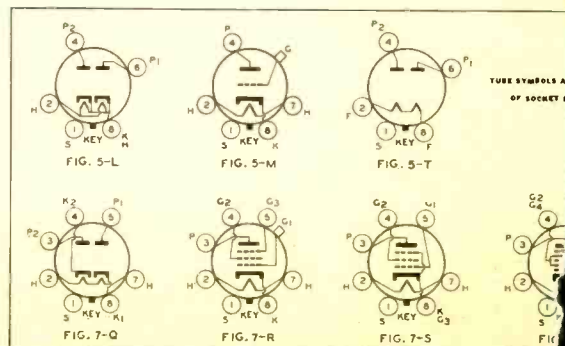 P2
4
6
P1
H
2
1
S
KEY
8
K
H
FIG. 5-L
P
4
G
H
2
7
H
1
S
KEY
8
K
FIG. 5-M
P2
4
6
P1
F
2
1
S
KEY
8
F
FIG. 5-T
TUBE SYMBOLS A
OF SOCKET
K2
4
5
P1
P2
3
H
2
7
H
1
S
KEY
8
K1
FIG. 7-Q
G2
4
G3
5
G1
P
3
H
2
7
H
1
S
KEY
8
K
FIG. 7-R
G2
4
G1
5
P
3
H
2
7
H
1
S
KEY
8
K
G3
FIG. 7-S
G2
G4
4
P
3
H
2
1
S